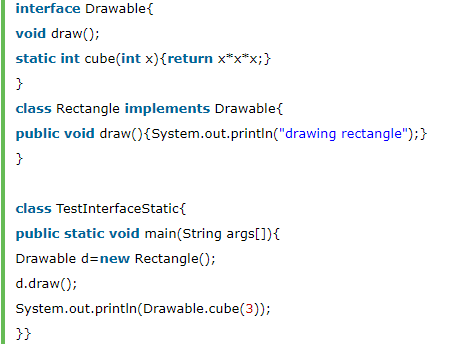 interface Drawable{
void draw();
static int cube(int x){return x*x*x;}
}
class Rectangle implements Drawable{
public void draw(){System.out.println("drawing rectangle");}
}

class TestInterfaceStatic{
public static void main(String args[]){
Drawable d=new Rectangle();
d.draw();
System.out.println(Drawable.cube(3));
}}